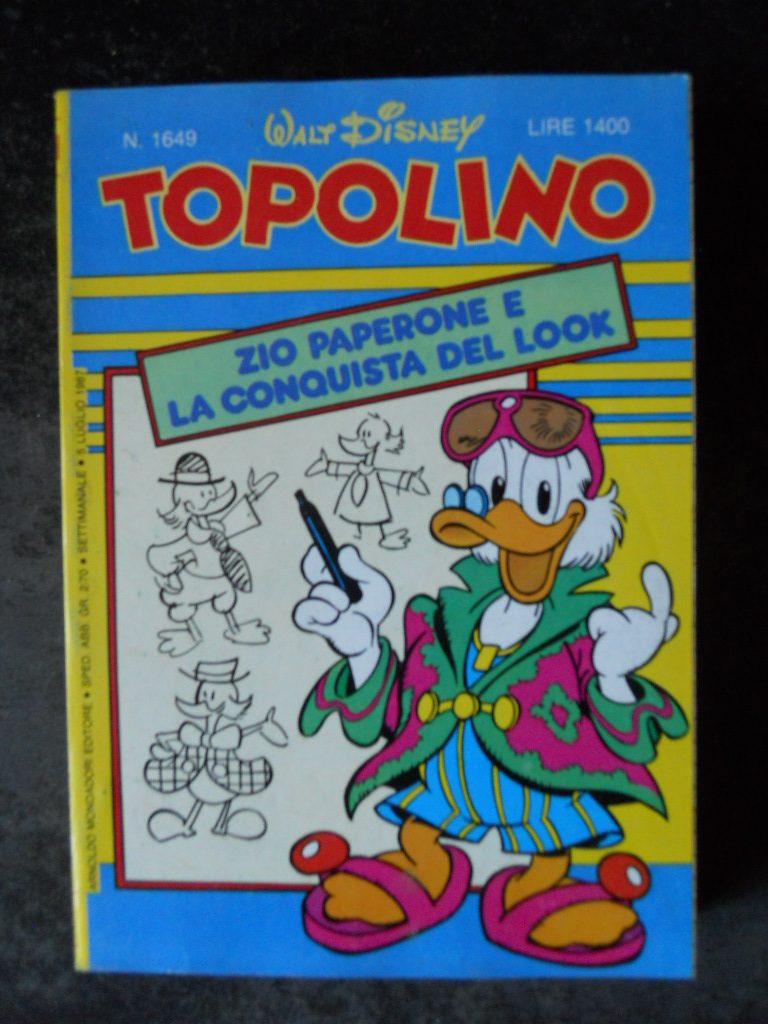 N. 1649
WALT DISNEY
LIRE 1400
TOPOLINO
ZIO PAPERONE E
LA CONQUISTA DEL LOOK
ARNOLDO MONDADORI EDITORE • SPED. ABB. GR. 2/70 • SETTIMANALE • 5 LUGLIO 1987